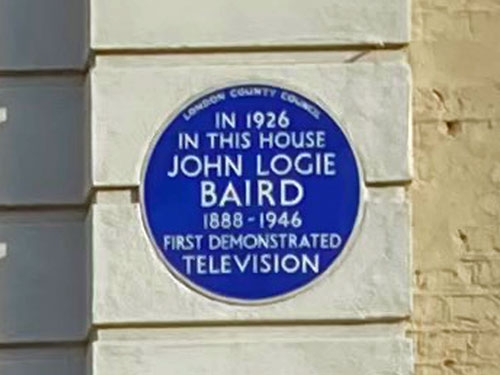 LONDON COUNTY COUNCIL
IN 1926
IN THIS HOUSE
JOHN LOGIE
BAIRD
1888-1946
FIRST DEMONSTRATED
TELEVISION